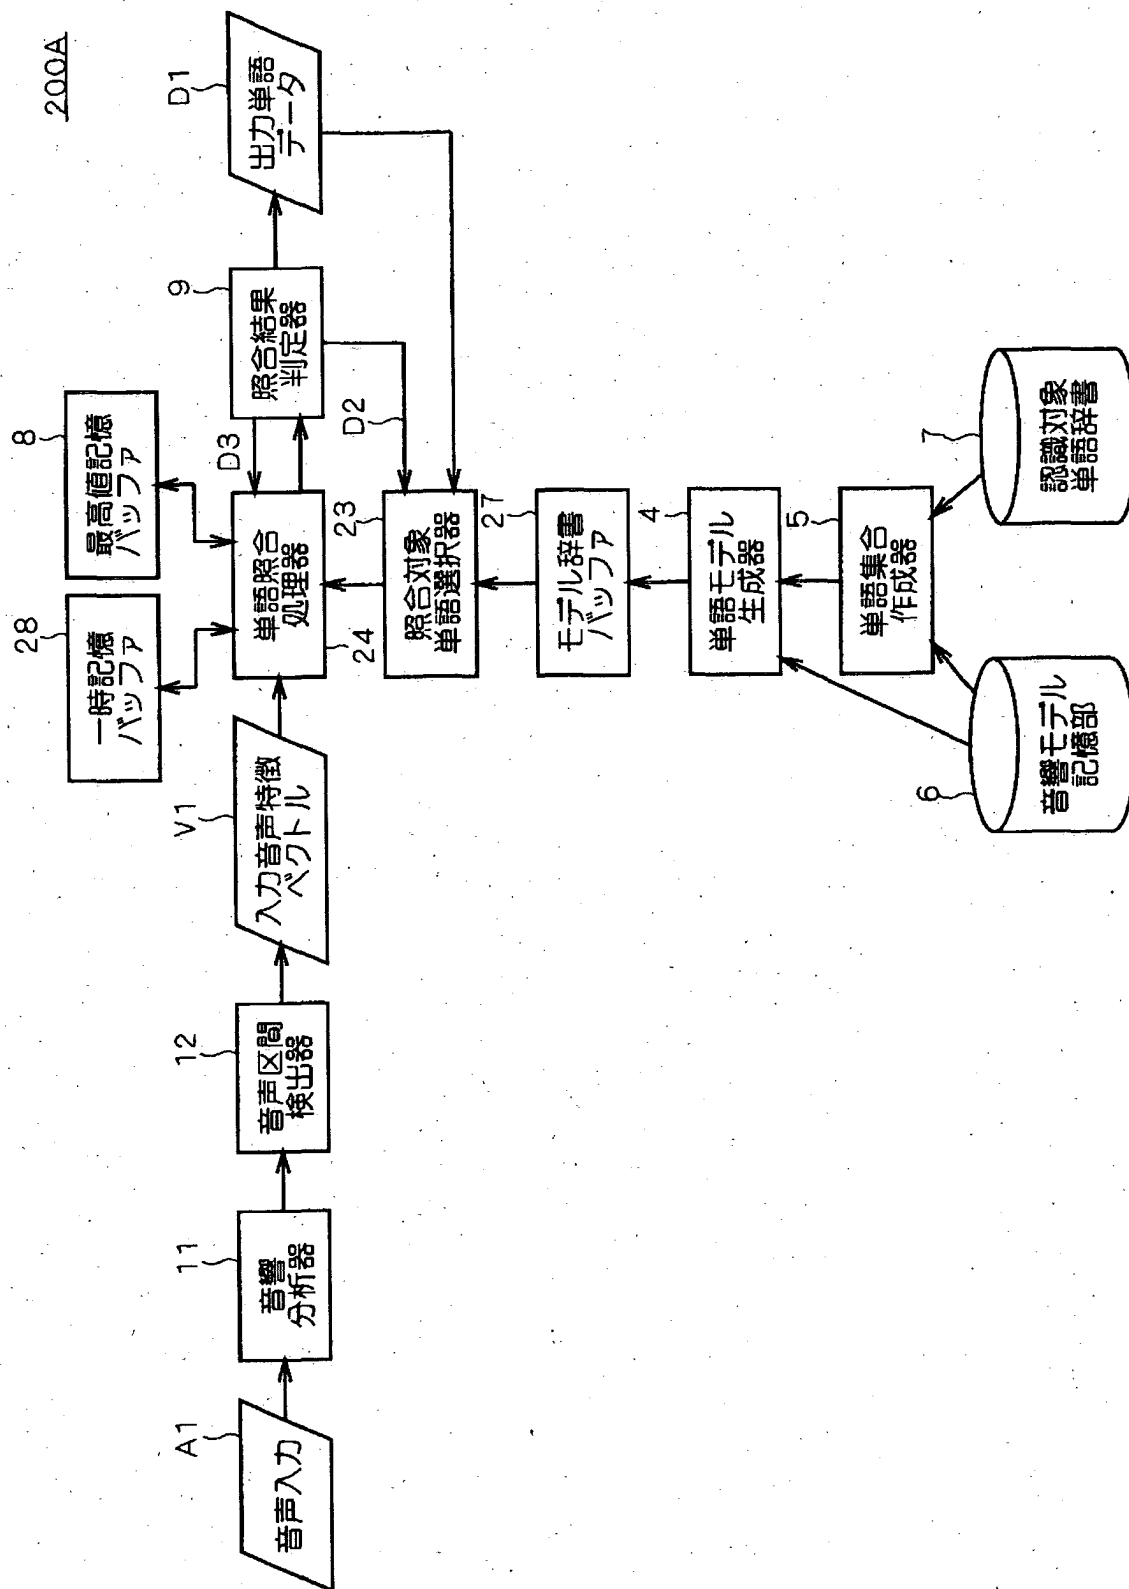 200A
28
一時記憶
バッファ
8
最高値記憶
バッファ
A1
音声入力
11
音響
分析器
12
音声区間
検出器
V1
入力音声特徴
ベクトル
単語照合
処理器
24
D3
9
照合結果
判定器
D1
出力単語
データ
D2
23
照合対象
単語選択器
27
モデル辞書
バッファ
4
単語モデル
生成器
5
単語集合
作成器
6
音響モデル
記憶部
7
認識対象
単語辞書